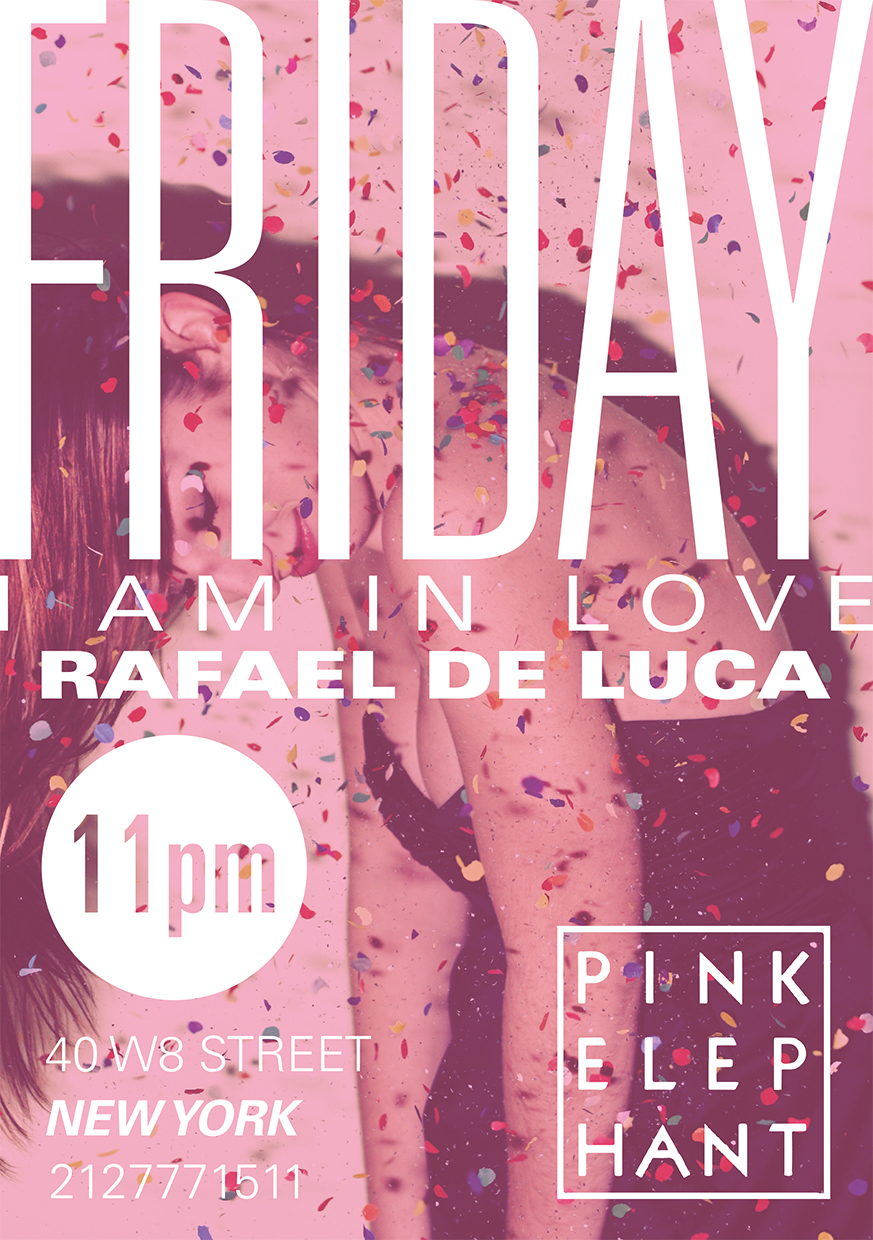 FRIDAY
I AM IN LOVE
RAFAEL DE LUCA
11pm
40 W8 STREET
NEW YORK
2127771511
PINK
ELEP
HANT